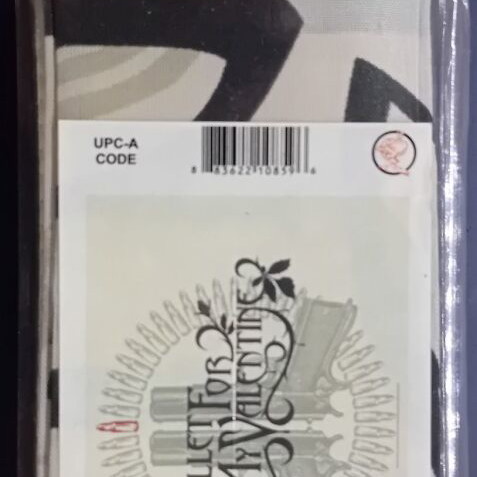 UPC-A
CODE
8 83622 10859 6
BULLET FOR
MY VALENTINE